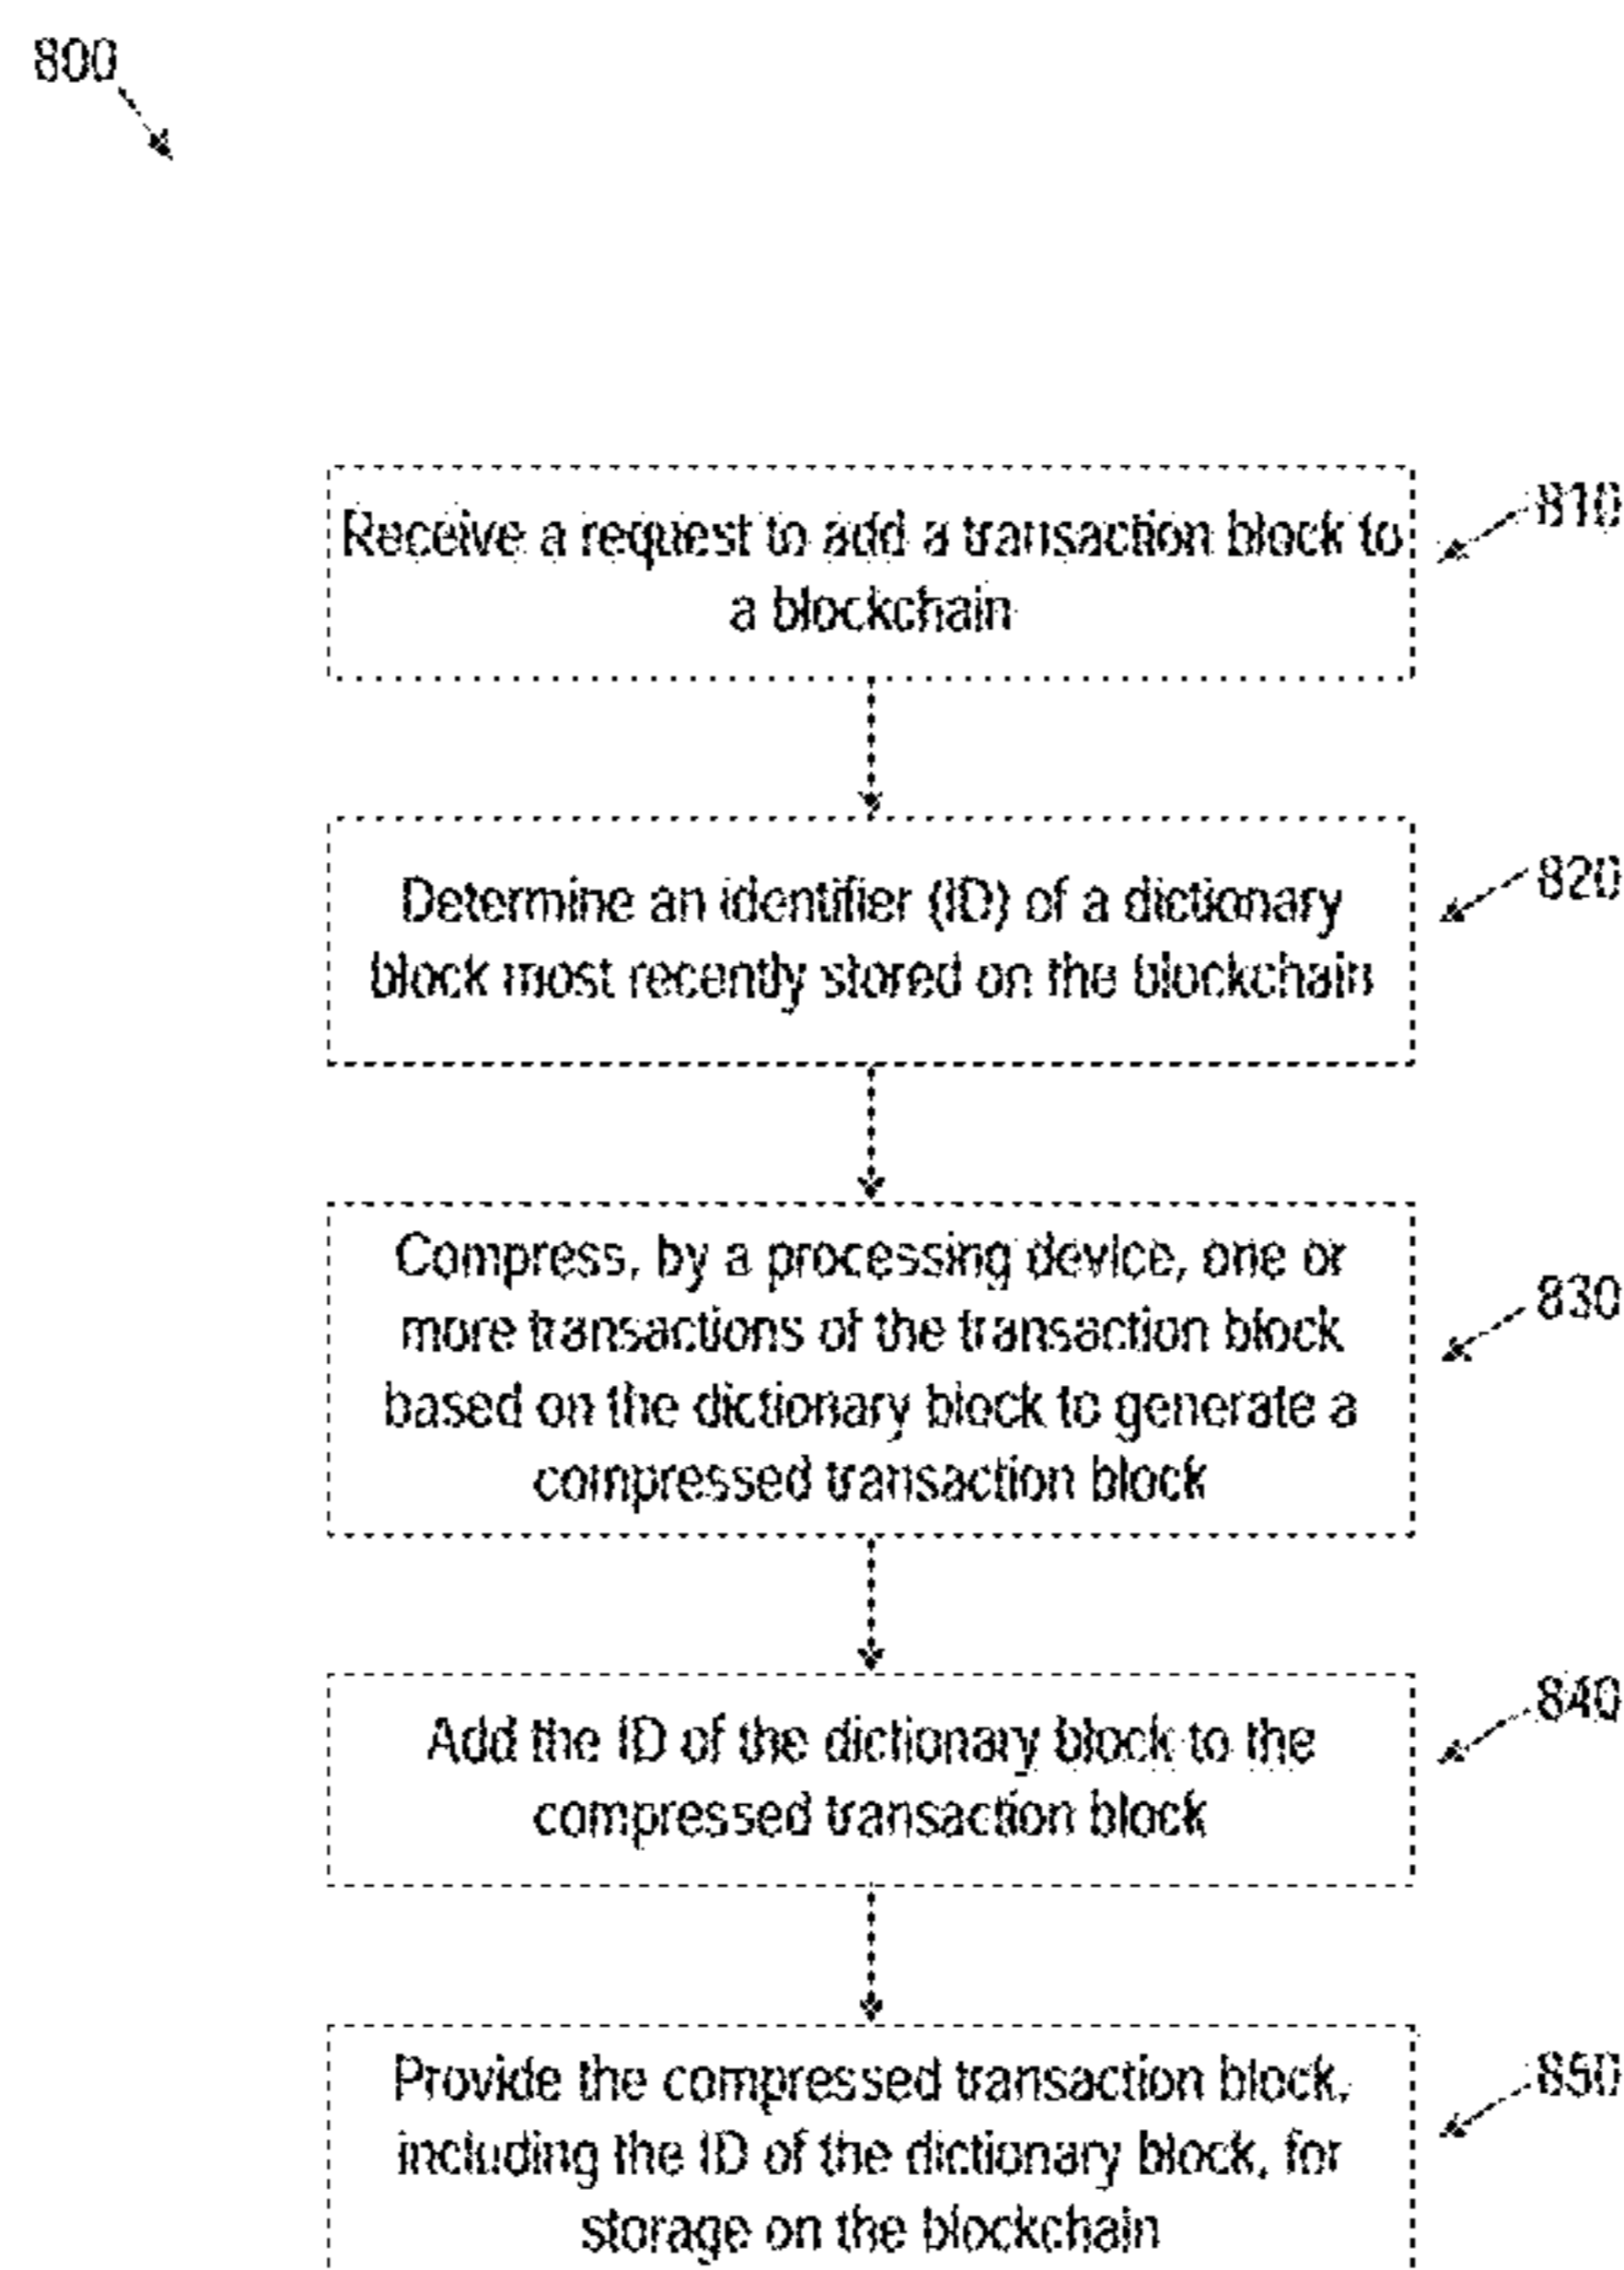 800
Receive a request to add a transaction block to
a blockchain
810
Determine an identifier (ID) of a dictionary
block most recently stored on the blockchain
820
Compress, by a processing device, one or
more transactions of the transaction block
based on the dictionary block to generate a
compressed transaction block
830
Add the ID of the dictionary block to the
compressed transaction block
840
Provide the compressed transaction block,
including the ID of the dictionary block, for
storage on the blockchain
850